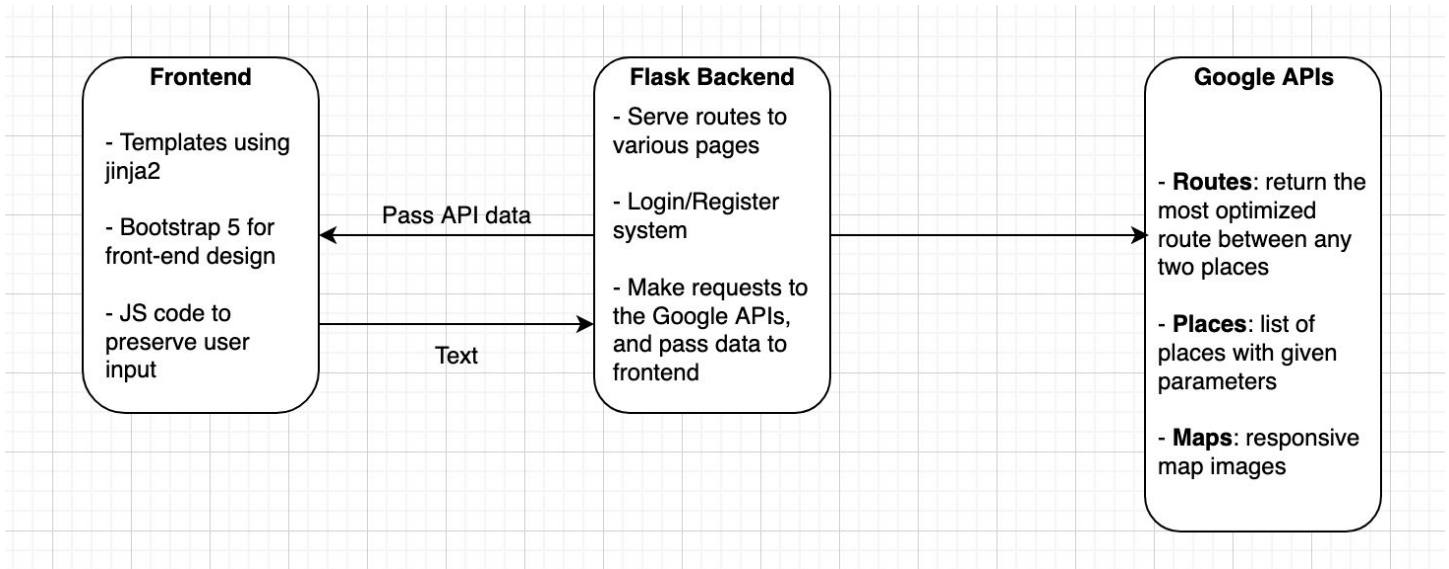 Frontend
- Templates using
jinja2
- Bootstrap 5 for
front-end design
- JS code to
preserve user
input
Pass API data
Text
Flask Backend
- Serve routes to
various pages
- Login/Register
system
- Make requests to
the Google APIs,
and pass data to
frontend
Google APIs
- Routes: return the
most optimized
route between any
two places
- Places: list of
places with given
parameters
- Maps: responsive
map images